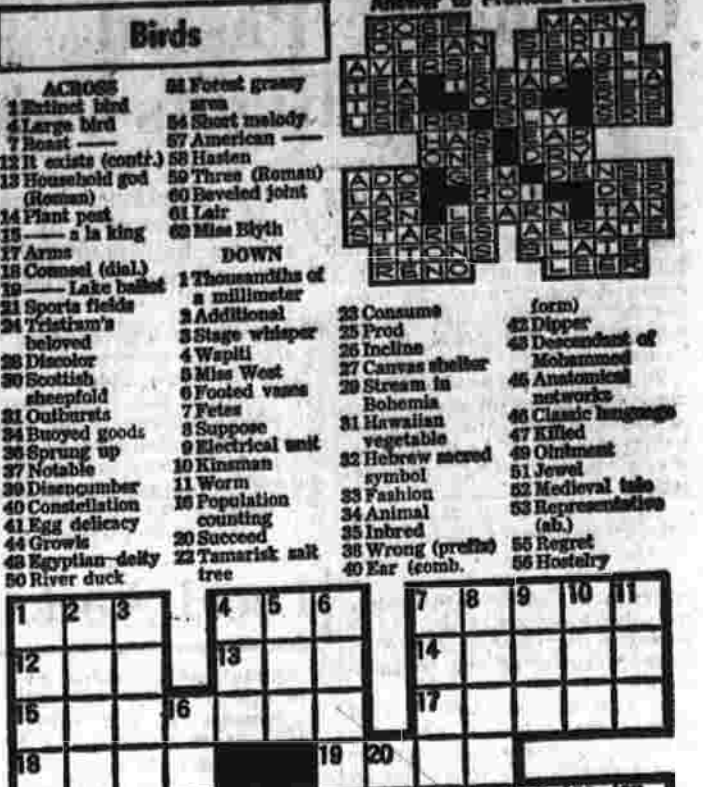 Birds
ACROSS
1 Extinct bird
4 Large bird
7 Roast ——
12 It exists (contr.)
13 Household god
(Roman)
14 Plant pest
15 —— a la king
17 Arms
18 Counsel (dial.)
19 —— Lake ballet
21 Sports fields
24 Tristram's
beloved
28 Discolor
30 Scottish
sheepfold
31 Outbursts
34 Buoyed goods
36 Sprung up
37 Notable
39 Disencumber
40 Constellation
41 Egg delicacy
44 Growls
48 Egyptian deity
50 River duck
51 Forest grassy
area
54 Short melody
57 American ——
58 Hasten
59 Three (Roman)
60 Beveled joint
61 Lair
62 Miss Blyth
DOWN
1 Thousandths of
a millimeter
2 Additional
3 Stage whisper
4 Wapiti
5 Miss West
6 Footed vases
7 Fetes
8 Suppose
9 Electrical unit
10 Kinsman
11 Worm
16 Population
counting
20 Succeed
22 Tamarisk salt
tree
23 Consume
25 Prod
26 Incline
27 Canvas shelter
29 Stream in
Bohemia
31 Hawaiian
vegetable
32 Hebrew sacred
symbol
33 Fashion
34 Animal
35 Inbred
38 Wrong (prefix)
40 Ear (comb.
form)
42 Dipper
43 Descendant of
Mohammed
45 Anatomical
networks
46 Classic language
47 Killed
49 Ointment
51 Jewel
52 Medieval tale
53 Representative
(ab.)
55 Regret
56 Hostelry
1 2 3 4 5 6 7 8 9 10 11
12 13 14
15 16 17
18 19 20